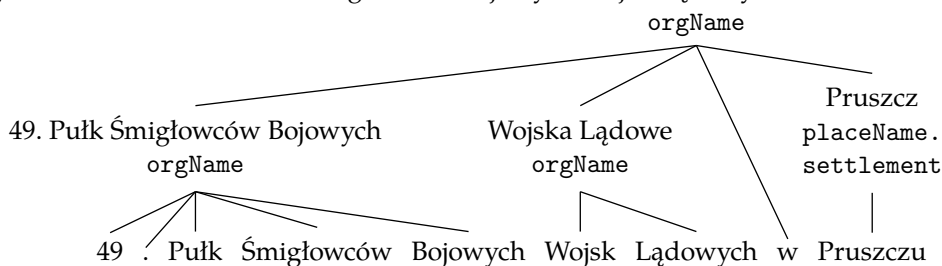 orgName
Pruszcz
49. Pułk Śmigłowców Bojowych Wojska Lądowe placeName.
orgName orgName settlement
49 . Pułk Śmigłowców Bojowych Wojsk Lądowych w Pruszczu